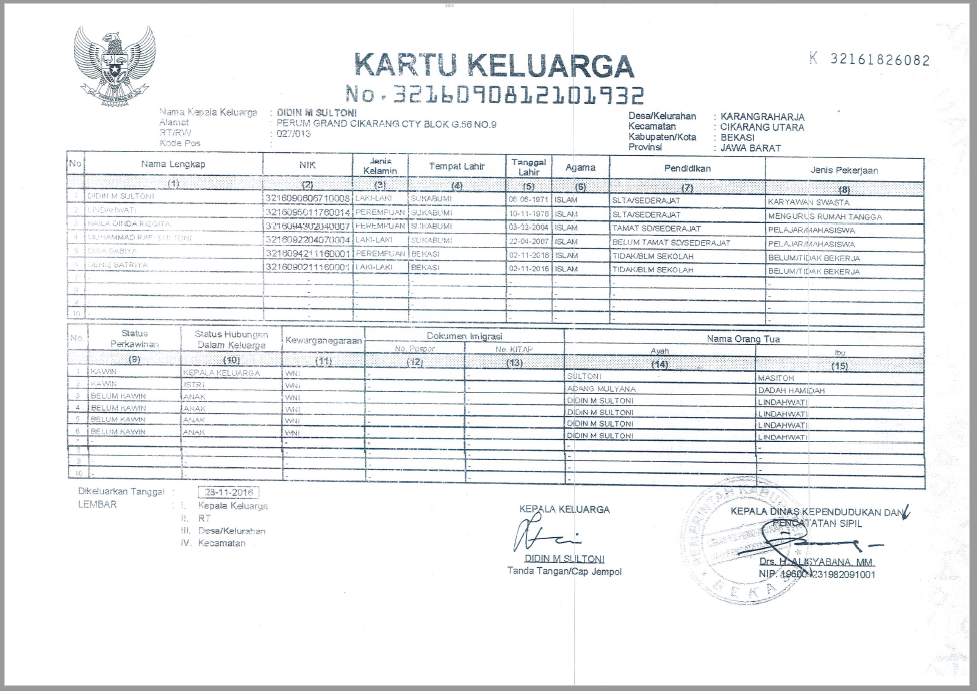 KARTU KELUARGA
No. 3216090812101932
K 32161826082
Nama Kepala Keluarga : DIDIN M SULTONI
Alamat : PERUM GRAND CIKARANG CTY BLOK G.56 NO.9
RT/RW : 027/013
Kode Pos :
Desa/Kelurahan : KARANGRAHARJA
Kecamatan : CIKARANG UTARA
Kabupaten/Kota : BEKASI
Provinsi : JAWA BARAT
No Nama Lengkap NIK Jenis Kelamin Tempat Lahir Tanggal Lahir Agama Pendidikan Jenis Pekerjaan
(1) (2) (3) (4) (5) (6) (7) (8)
1 DIDIN M SULTONI 3216090606710008 LAKI-LAKI SUKABUMI 06-06-1971 ISLAM SLTA/SEDERAJAT KARYAWAN SWASTA
2 LINDAHWATI PEREMPUAN SUKABUMI 10-11-1976 ISLAM SLTA/SEDERAJAT MENGURUS RUMAH TANGGA
3 NAILA DINDA 3216094302040007 PEREMPUAN SUKABUMI 03-02-2004 ISLAM TAMAT SD/SEDERAJAT PELAJAR/MAHASISWA
4 MUHAMMAD SULTONI 3216092204070004 LAKI-LAKI SUKABUMI 22-04-2007 ISLAM BELUM TAMAT SD/SEDERAJAT PELAJAR/MAHASISWA
5 3216094211160001 PEREMPUAN BEKASI 02-11-2016 ISLAM TIDAK/BLM SEKOLAH BELUM/TIDAK BEKERJA
6 SATRIYA 3216090211160001 LAKI-LAKI BEKASI 02-11-2016 ISLAM TIDAK/BLM SEKOLAH BELUM/TIDAK BEKERJA
7 - - - - - - - -
8 - - - - - - - -
9 - - - - - - - -
10 - - - - - - - -
No Status Perkawinan Status Hubungan Dalam Keluarga Kewarganegaraan Dokumen Imigrasi Nama Orang Tua
No. Paspor No. KITAP Ayah Ibu
(9) (10) (11) (12) (13) (14) (15)
1 KAWIN KEPALA KELUARGA WNI - - SULTONI MASITOH
2 KAWIN ISTRI WNI - - ADANG MULYANA DADAH HAMIDAH
3 BELUM KAWIN ANAK WNI - - DIDIN M SULTONI LINDAHWATI
4 BELUM KAWIN ANAK WNI - - DIDIN M SULTONI LINDAHWATI
5 BELUM KAWIN ANAK WNI - - DIDIN M SULTONI LINDAHWATI
6 BELUM KAWIN ANAK WNI - - DIDIN M SULTONI LINDAHWATI
7 - - - - - - -
8 - - - - - - -
9 - - - - - - -
10 - - - - - - -
Dikeluarkan Tanggal : 28-11-2016
LEMBAR : I. Kepala Keluarga
II. RT
III. Desa/Kelurahan
IV. Kecamatan
KEPALA KELUARGA
DIDIN M SULTONI
Tanda Tangan/Cap Jempol
KEPALA DINAS KEPENDUDUKAN DAN
PENCATATAN SIPIL
Drs. H. ALISYABANA, MM.
NIP.
BEKASI